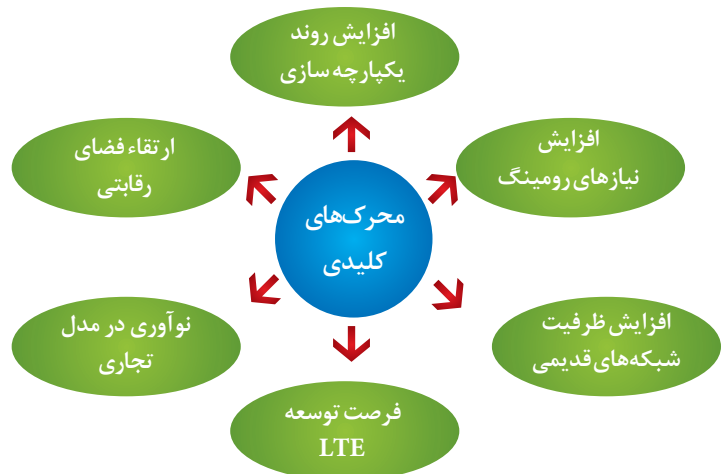 افزایش روند
یکپارچه سازی
افزایش
نیازهای رومینگ
ارتقاء فضای
رقابتی
محرک‌های
کلیدی
افزایش ظرفیت
شبکه‌های قدیمی
نوآوری در مدل
تجاری
فرصت توسعه
LTE